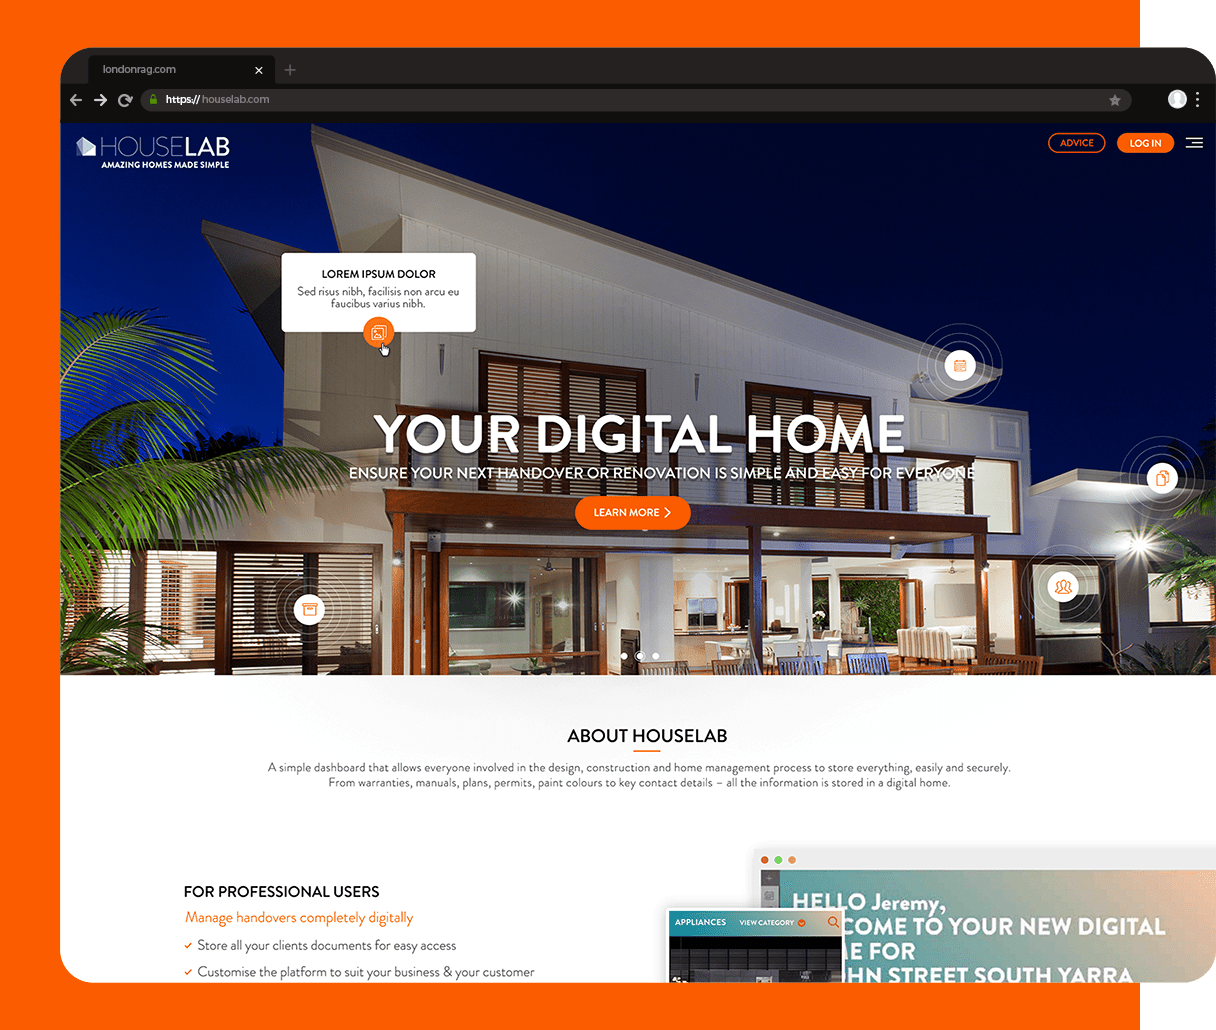 londonrag.com
https://houselab.com
HOUSELAB
AMAZING HOMES MADE SIMPLE
ADVICE
LOG IN
LOREM IPSUM DOLOR
Sed risus nibh, facilisis non arcu eu
faucibus varius nibh.
YOUR DIGITAL HOME
ENSURE YOUR NEXT HANDOVER OR RENOVATION IS SIMPLE AND EASY FOR EVERYONE
LEARN MORE
ABOUT HOUSELAB
A simple dashboard that allows everyone involved in the design, construction and home management process to store everything, easily and securely.
From warranties, manuals, plans, permits, paint colours to key contact details – all the information is stored in a digital home.
FOR PROFESSIONAL USERS
Manage handovers completely digitally
Store all your clients documents for easy access
Customise the platform to suit your business & your customer
HELLO Jeremy,
COME TO YOUR NEW DIGITAL
E FOR
HN STREET SOUTH YARRA
APPLIANCES
VIEW CATEGORY